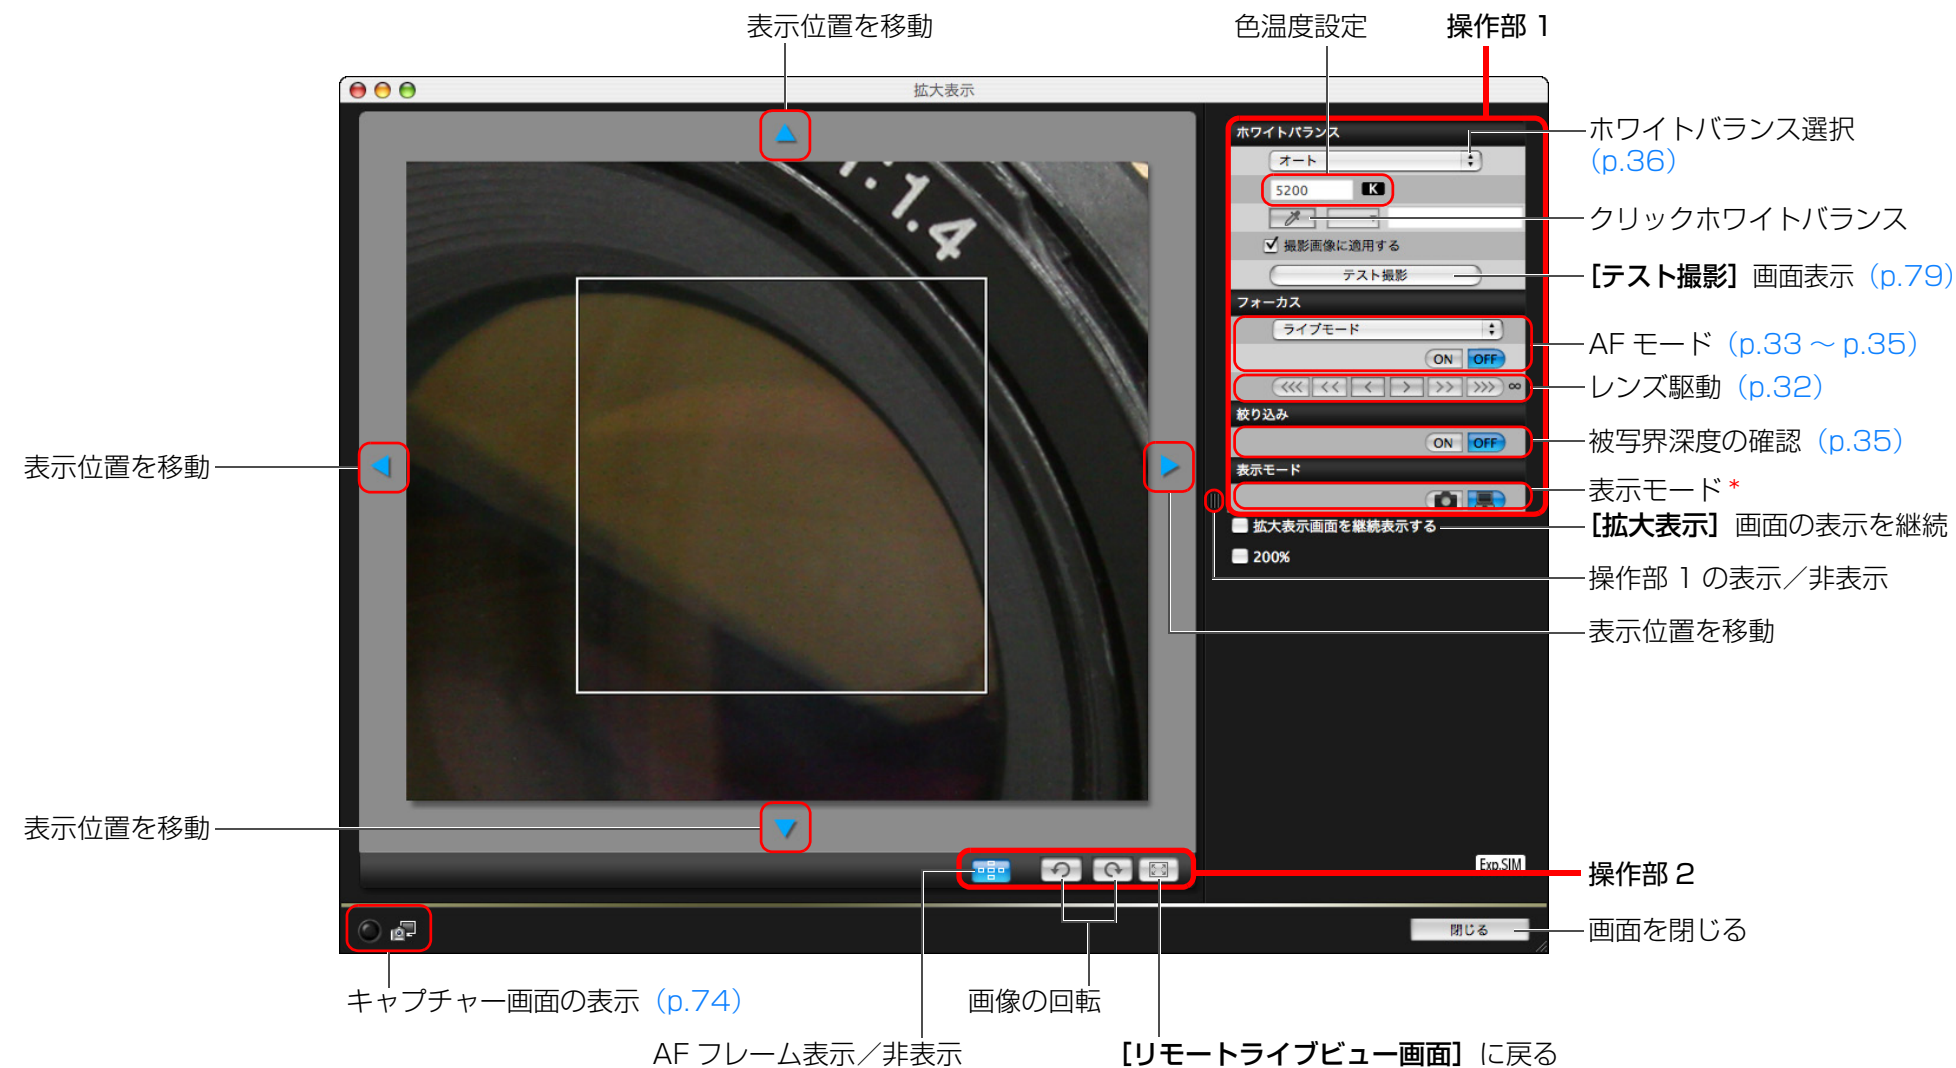 表示位置を移動
色温度設定
操作部 1
拡大表示
ホワイトバランス
オート
5200
K
撮影画像に適用する
テスト撮影
フォーカス
ライブモード
ON OFF
<<< << < > >> >>> ∞
絞り込み
ON OFF
表示モード
拡大表示画面を継続表示する
200%
ホワイトバランス選択
(p.36)
クリックホワイトバランス
[テスト撮影] 画面表示 (p.79)
AF モード (p.33 ~ p.35)
レンズ駆動 (p.32)
被写界深度の確認 (p.35)
表示モード*
[拡大表示] 画面の表示を継続
操作部 1 の表示／非表示
表示位置を移動
1:1.4
表示位置を移動
表示位置を移動
Exp.SIM
操作部 2
閉じる
画面を閉じる
キャプチャー画面の表示 (p.74)
画像の回転
AF フレーム表示／非表示
[リモートライブビュー画面] に戻る